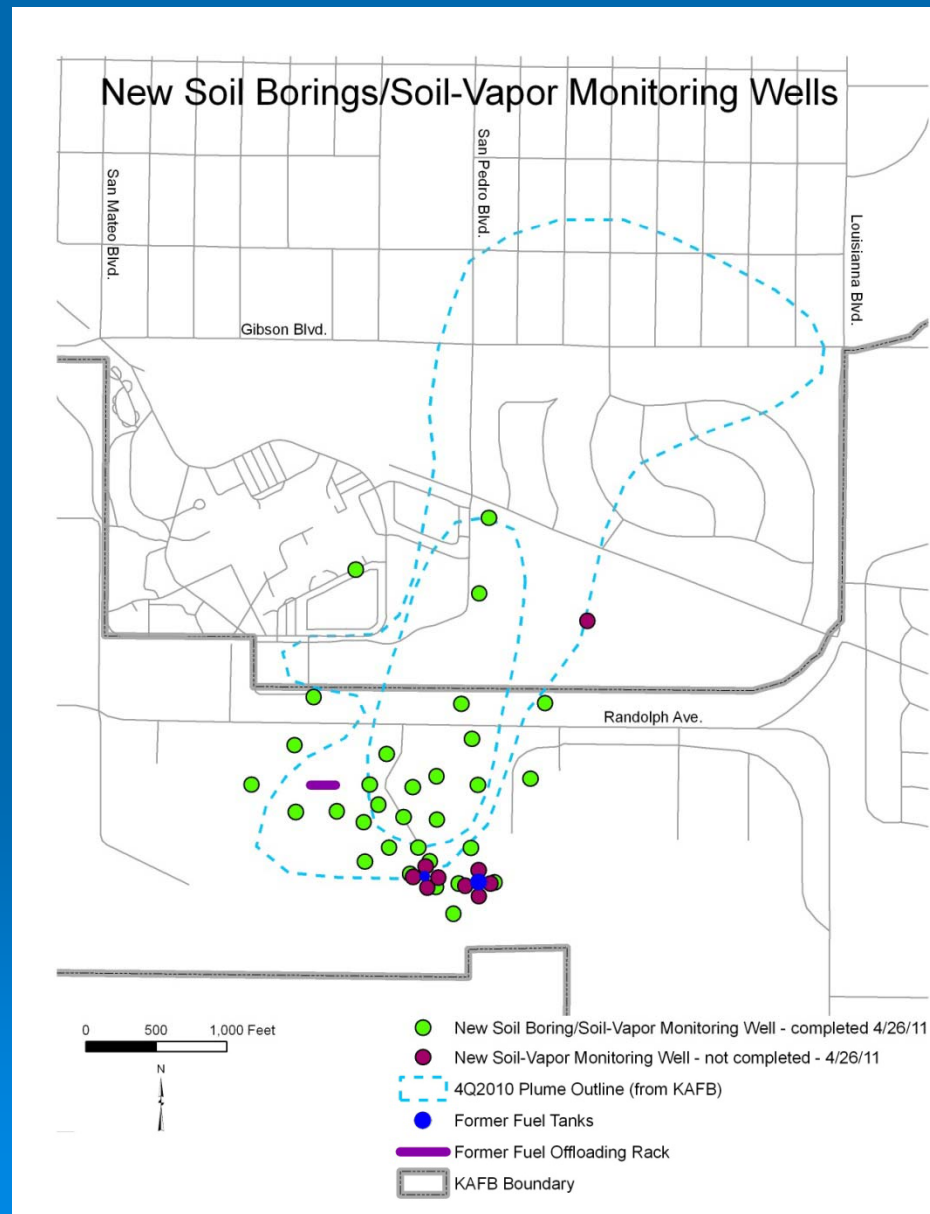 New Soil Borings/Soil-Vapor Monitoring Wells
San Mateo Blvd.
San Pedro Blvd.
Louisianna Blvd.
Gibson Blvd.
Randolph Ave.
0 500 1,000 Feet
N
New Soil Boring/Soil-Vapor Monitoring Well - completed 4/26/11
New Soil-Vapor Monitoring Well - not completed - 4/26/11
4Q2010 Plume Outline (from KAFB)
Former Fuel Tanks
Former Fuel Offloading Rack
KAFB Boundary